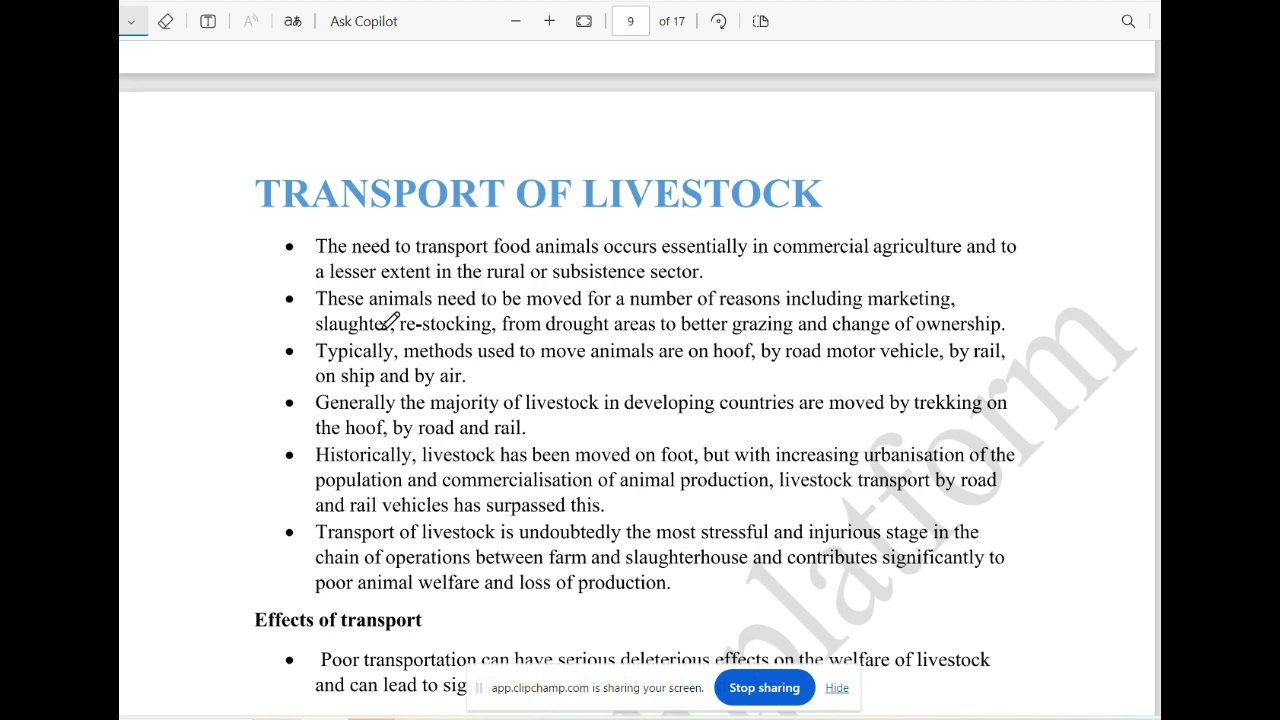 Ask Copilot
9 of 17
TRANSPORT OF LIVESTOCK
• The need to transport food animals occurs essentially in commercial agriculture and to
a lesser extent in the rural or subsistence sector.
• These animals need to be moved for a number of reasons including marketing,
slaughter, re-stocking, from drought areas to better grazing and change of ownership.
• Typically, methods used to move animals are on hoof, by road motor vehicle, by rail,
on ship and by air.
• Generally the majority of livestock in developing countries are moved by trekking on
the hoof, by road and rail.
• Historically, livestock has been moved on foot, but with increasing urbanisation of the
population and commercialisation of animal production, livestock transport by road
and rail vehicles has surpassed this.
• Transport of livestock is undoubtedly the most stressful and injurious stage in the
chain of operations between farm and slaughterhouse and contributes significantly to
poor animal welfare and loss of production.
Effects of transport
• Poor transportation can have serious deleterious effects on the welfare of livestock
and can lead to
app.clipchamp.com is sharing your screen.
Stop sharing
Hide
platform